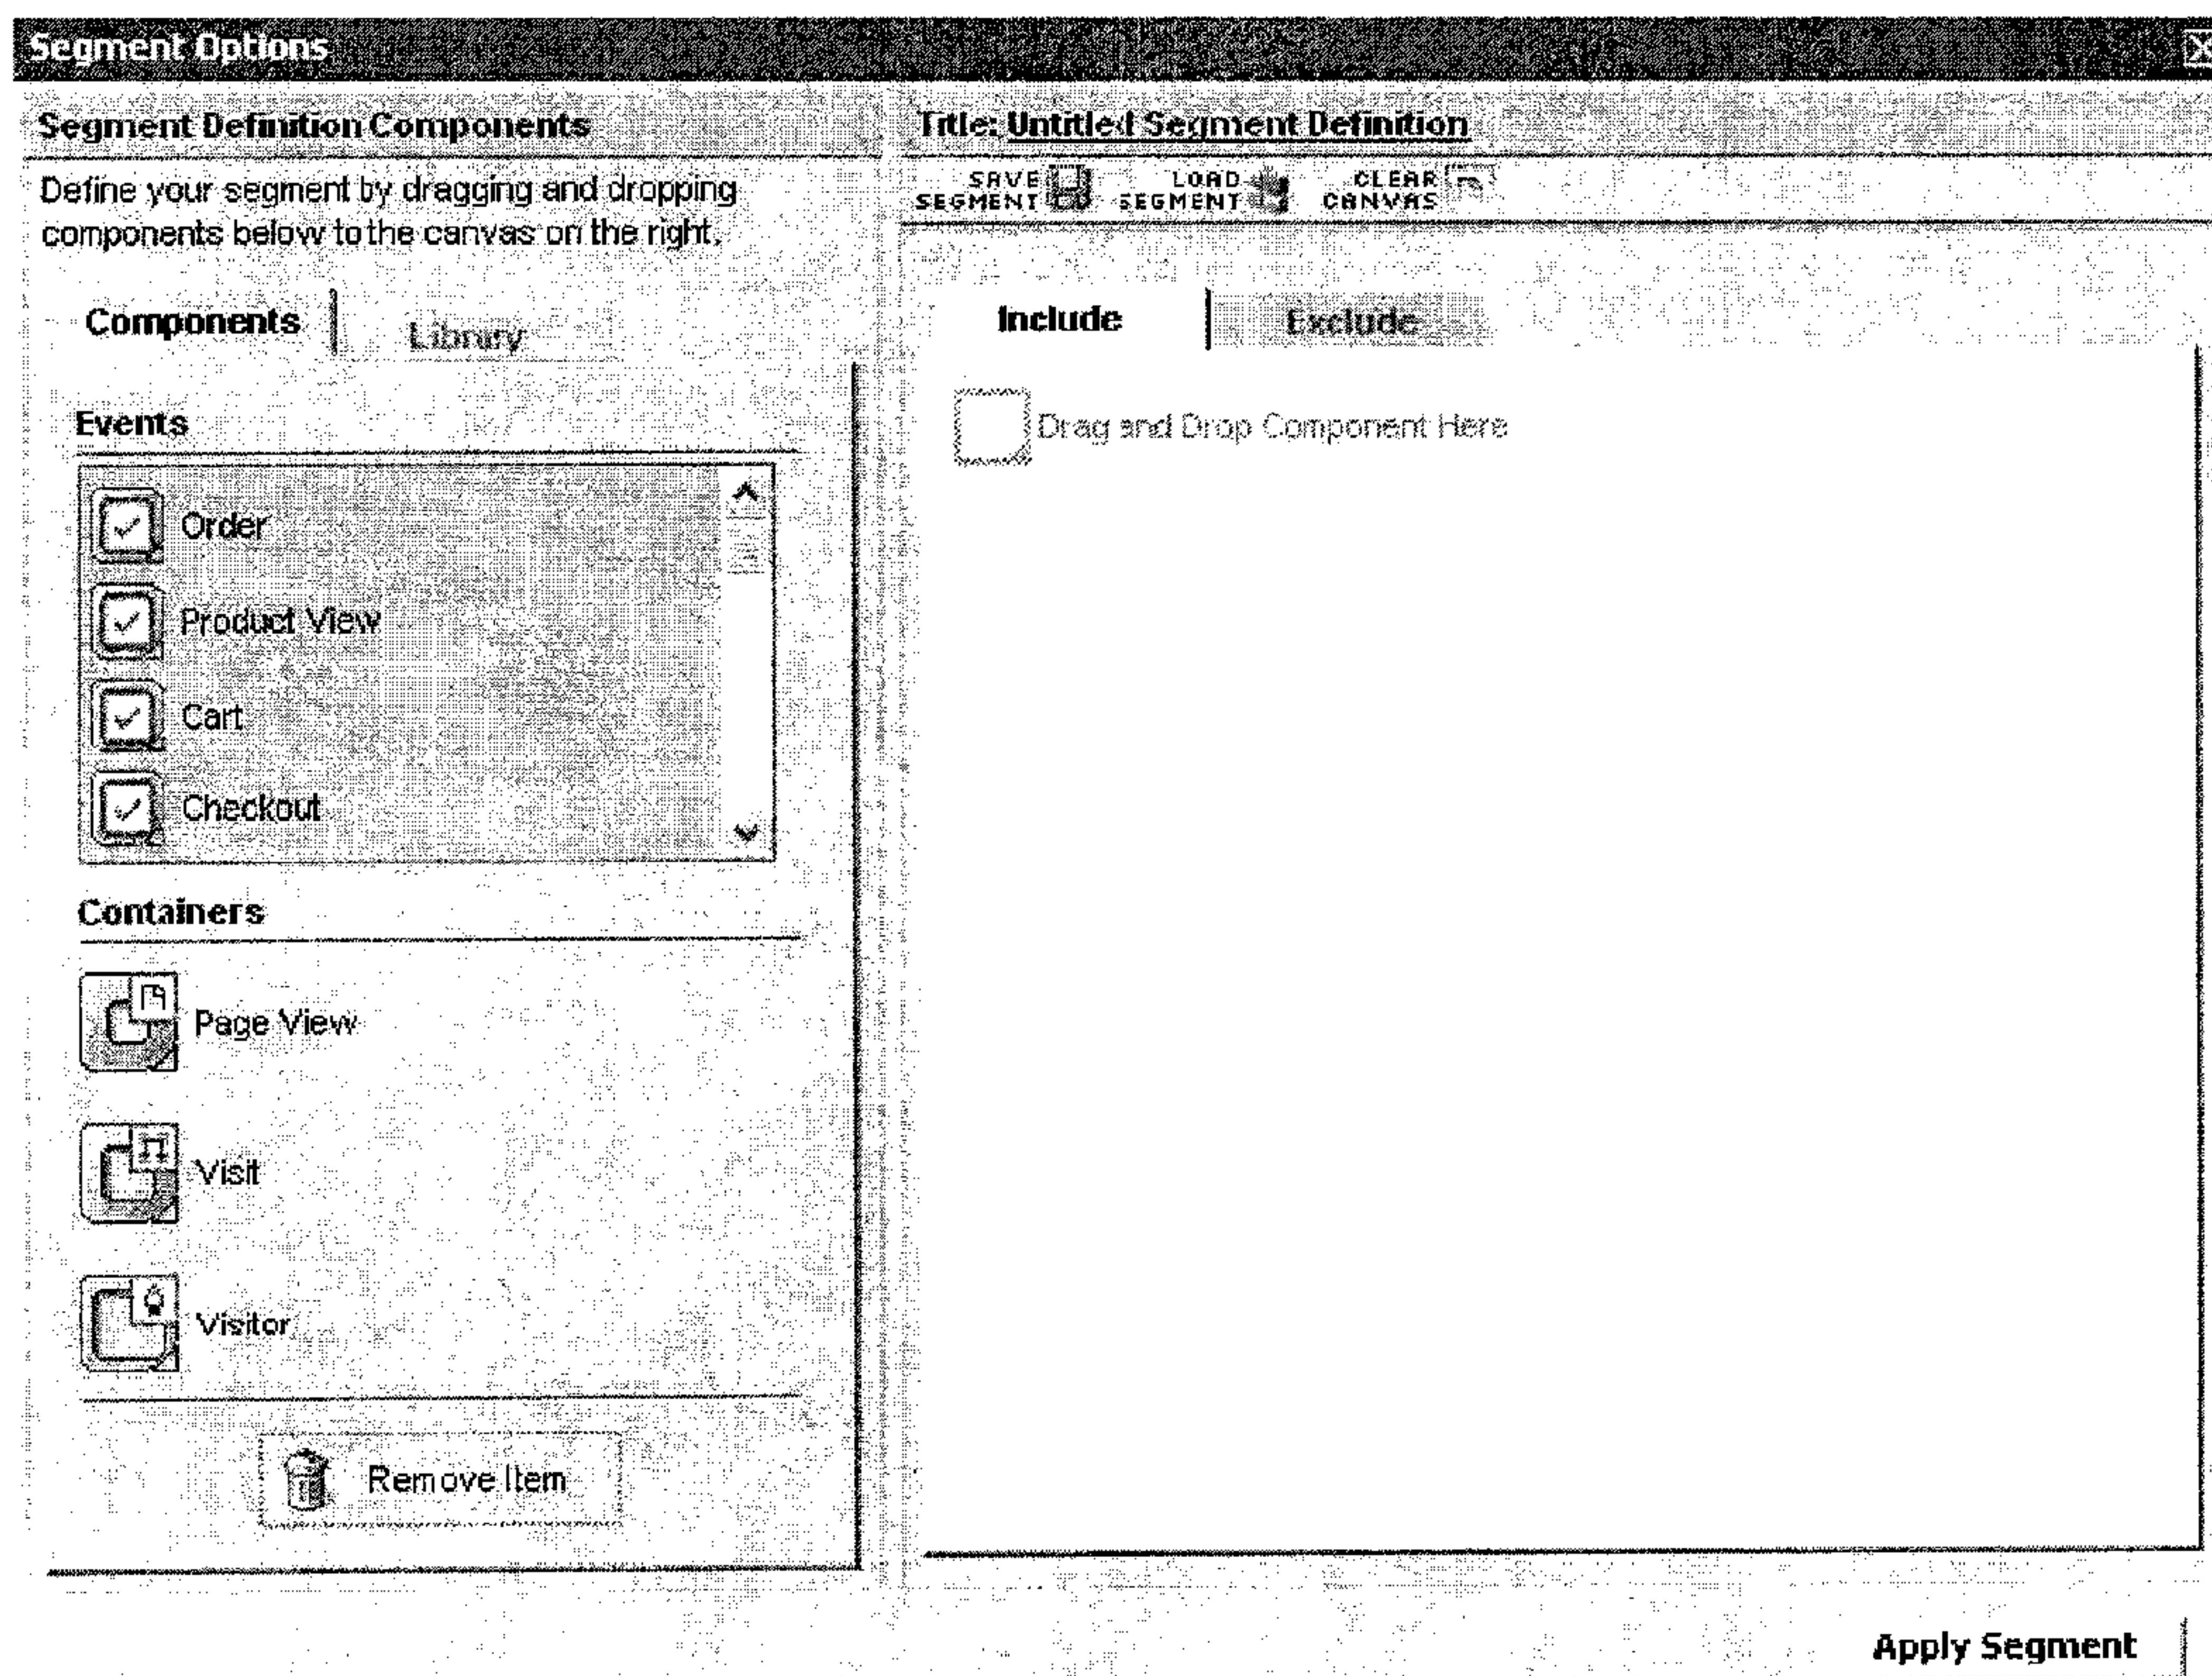 Segment Options
Segment Definition Components
Define your segment by dragging and dropping
components below to the canvas on the right.
Components
Library
Events
Order
Product View
Cart
Checkout
Containers
Page View
Visit
Visitor
Remove Item
Title: Untitled Segment Definition
SAVE SEGMENT
LOAD SEGMENT
CLEAR CANVAS
Include
Exclude
Drag and Drop Component Here
Apply Segment